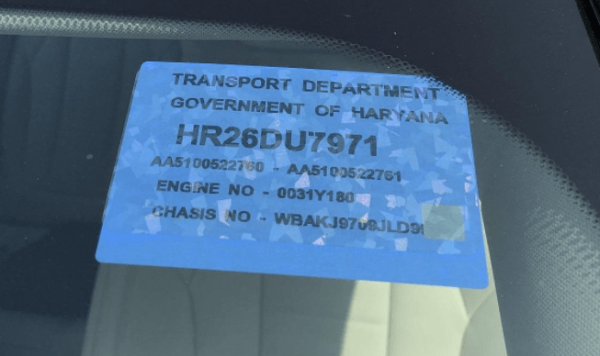 TRANSPORT DEPARTMENT
GOVERNMENT OF HARYANA
HR26DU7971
AA5100522760 - AA5100522761
ENGINE NO - 0031Y180
CHASIS NO -